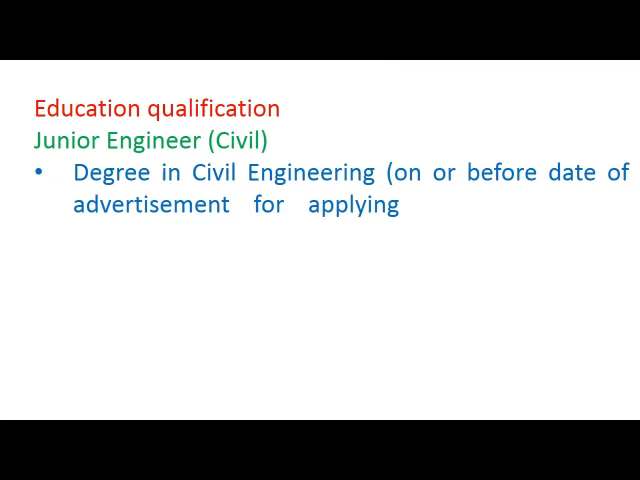 Education qualification
Junior Engineer (Civil)
• Degree in Civil Engineering (on or before date of
advertisement for applying